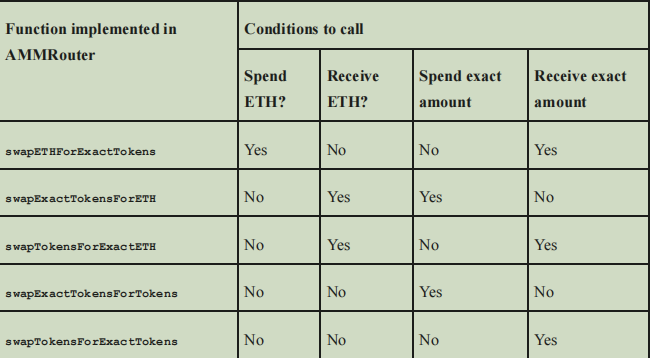 Function implemented in
AMMRouter
Conditions to call
Spend
ETH?
Receive
ETH?
Spend exact
amount
Receive exact
amount
swapETHForExactTokens Yes No No Yes
swapExactTokensForETH No Yes Yes No
swapTokensForExactETH No Yes No Yes
swapExactTokensForTokens No No Yes No
swapTokensForExactTokens No No No Yes